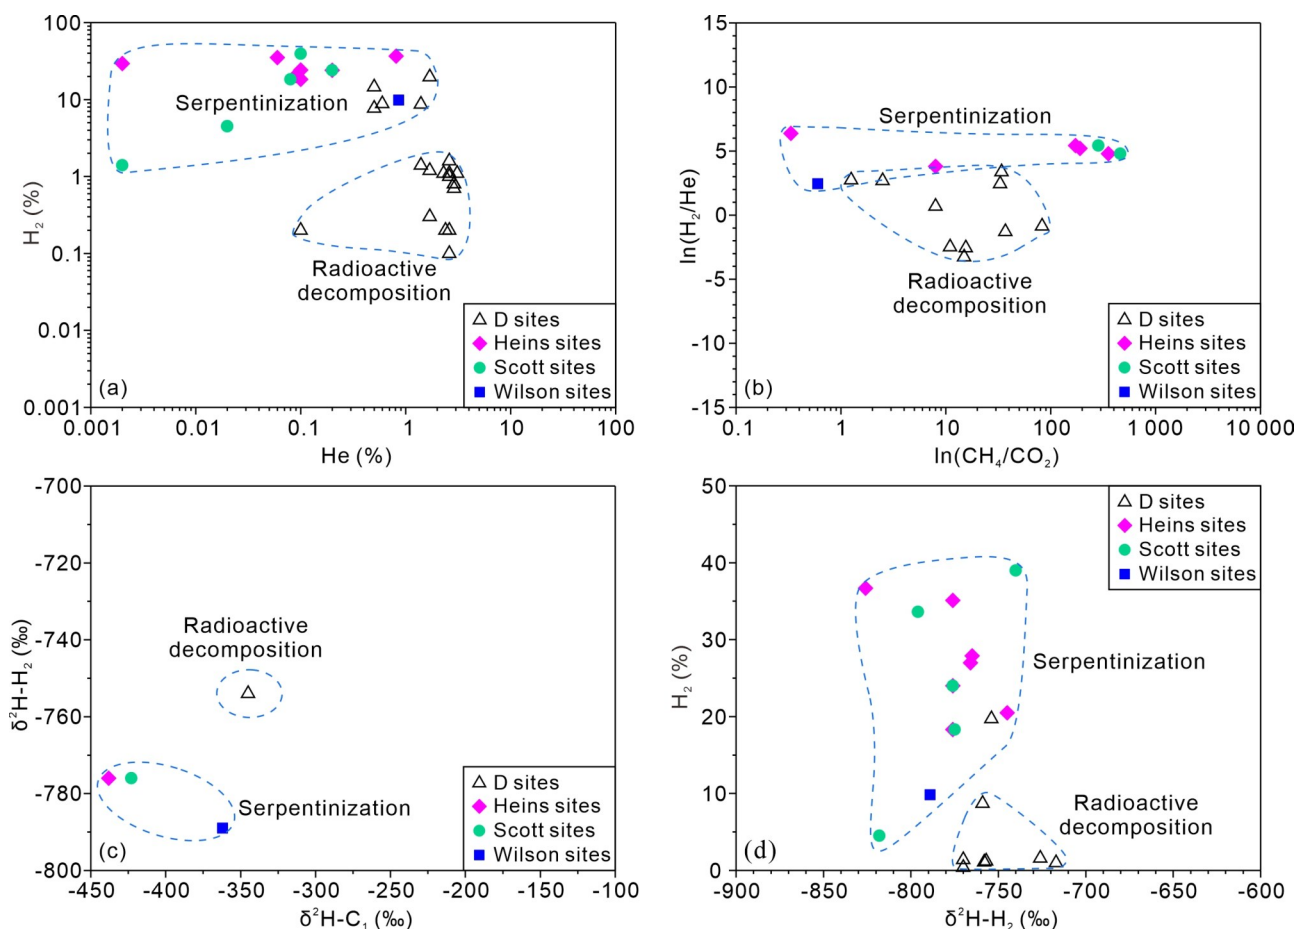 100
10
1
0.1
0.01
0.001
H₂ (%)
Serpentinization
Radioactive
decomposition
(a)
D sites
Heins sites
Scott sites
Wilson sites
0.001
0.01
0.1
1
10
100
He (%)
15
10
5
0
-5
-10
-15
ln(H₂/He)
Serpentinization
Radioactive
decomposition
(b)
D sites
Heins sites
Scott sites
Wilson sites
0.1
1
10
100
1 000
10 000
ln(CH₄/CO₂)
-700
-720
-740
-760
-780
-800
δ²H-H₂ (‰)
Radioactive
decomposition
Serpentinization
(c)
D sites
Heins sites
Scott sites
Wilson sites
-450
-400
-350
-300
-250
-200
-150
-100
δ²H-C₁ (‰)
50
40
30
20
10
0
H₂ (%)
D sites
Heins sites
Scott sites
Wilson sites
Serpentinization
Radioactive
decomposition
(d)
-900
-850
-800
-750
-700
-650
-600
δ²H-H₂ (‰)